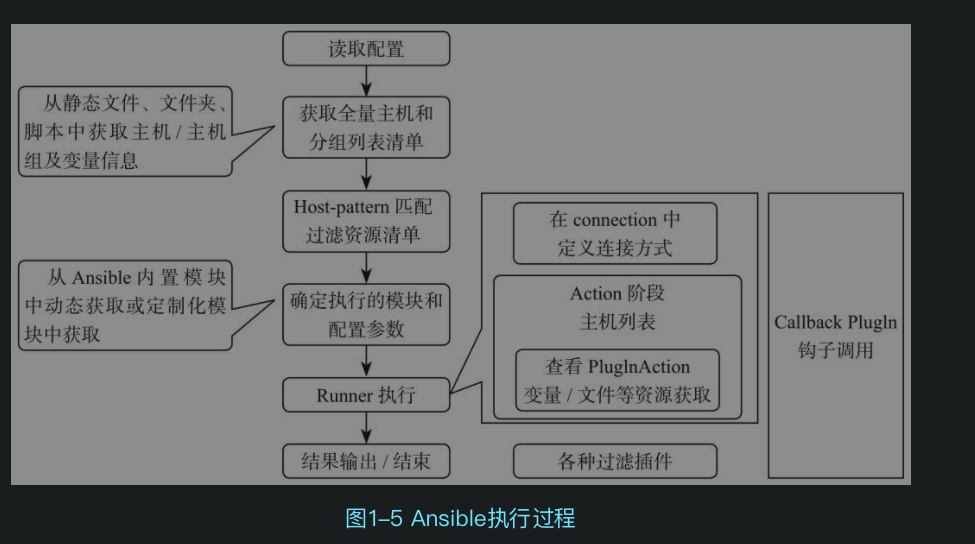 读取配置
从静态文件、文件夹、
脚本中获取主机 / 主机
组及变量信息
获取全量主机和
分组列表清单
Host-pattern 匹配
过滤资源清单
从 Ansible 内置模块
中动态获取或定制化模
块中获取
确定执行的模块和
配置参数
Runner 执行
结果输出 / 结束
在 connection 中
定义连接方式
Action 阶段
主机列表
查看 PluglnAction
变量 / 文件等资源获取
各种过滤插件
Callback Plugln
钩子调用
图1–5 Ansible执行过程